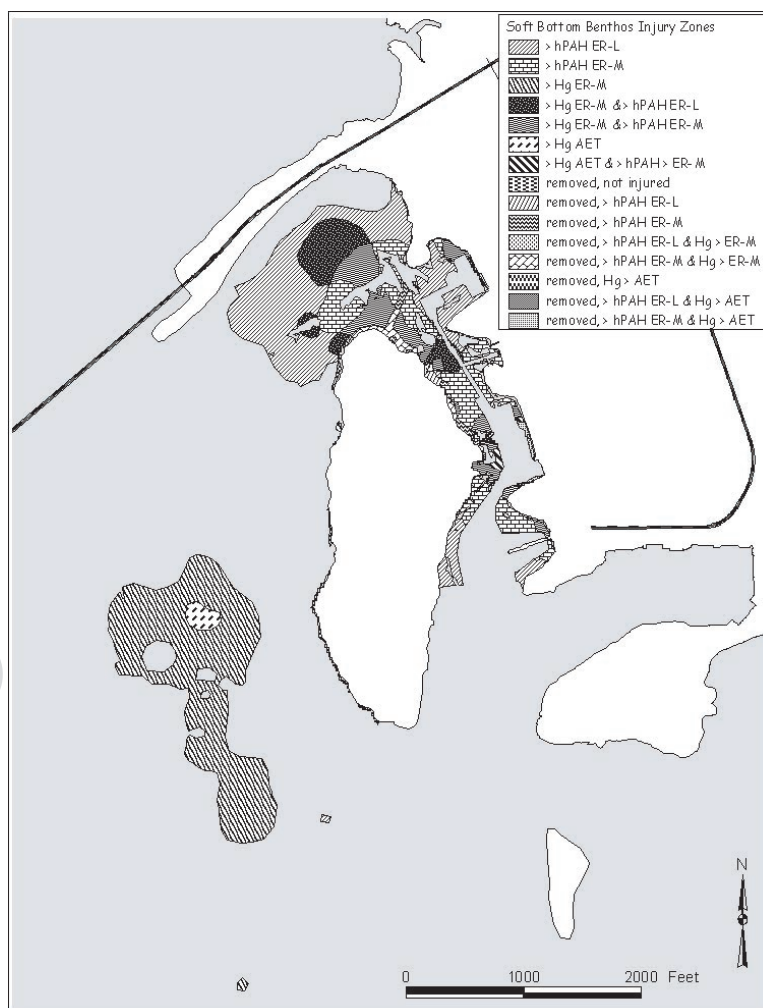 Soft Bottom Benthos Injury Zones
> hPAH ER-L
> hPAH ER-M
> Hg ER-M
> Hg ER-M & > hPAH ER-L
> Hg ER-M & > hPAH ER-M
> Hg AET
> Hg AET & > hPAH > ER-M
removed, not injured
removed, > hPAH ER-L
removed, > hPAH ER-M
removed, > hPAH ER-L & Hg > ER-M
removed, > hPAH ER-M & Hg > ER-M
removed, Hg > AET
removed, > hPAH ER-L & Hg > AET
removed, > hPAH ER-M & Hg > AET
N
0 1000 2000 Feet